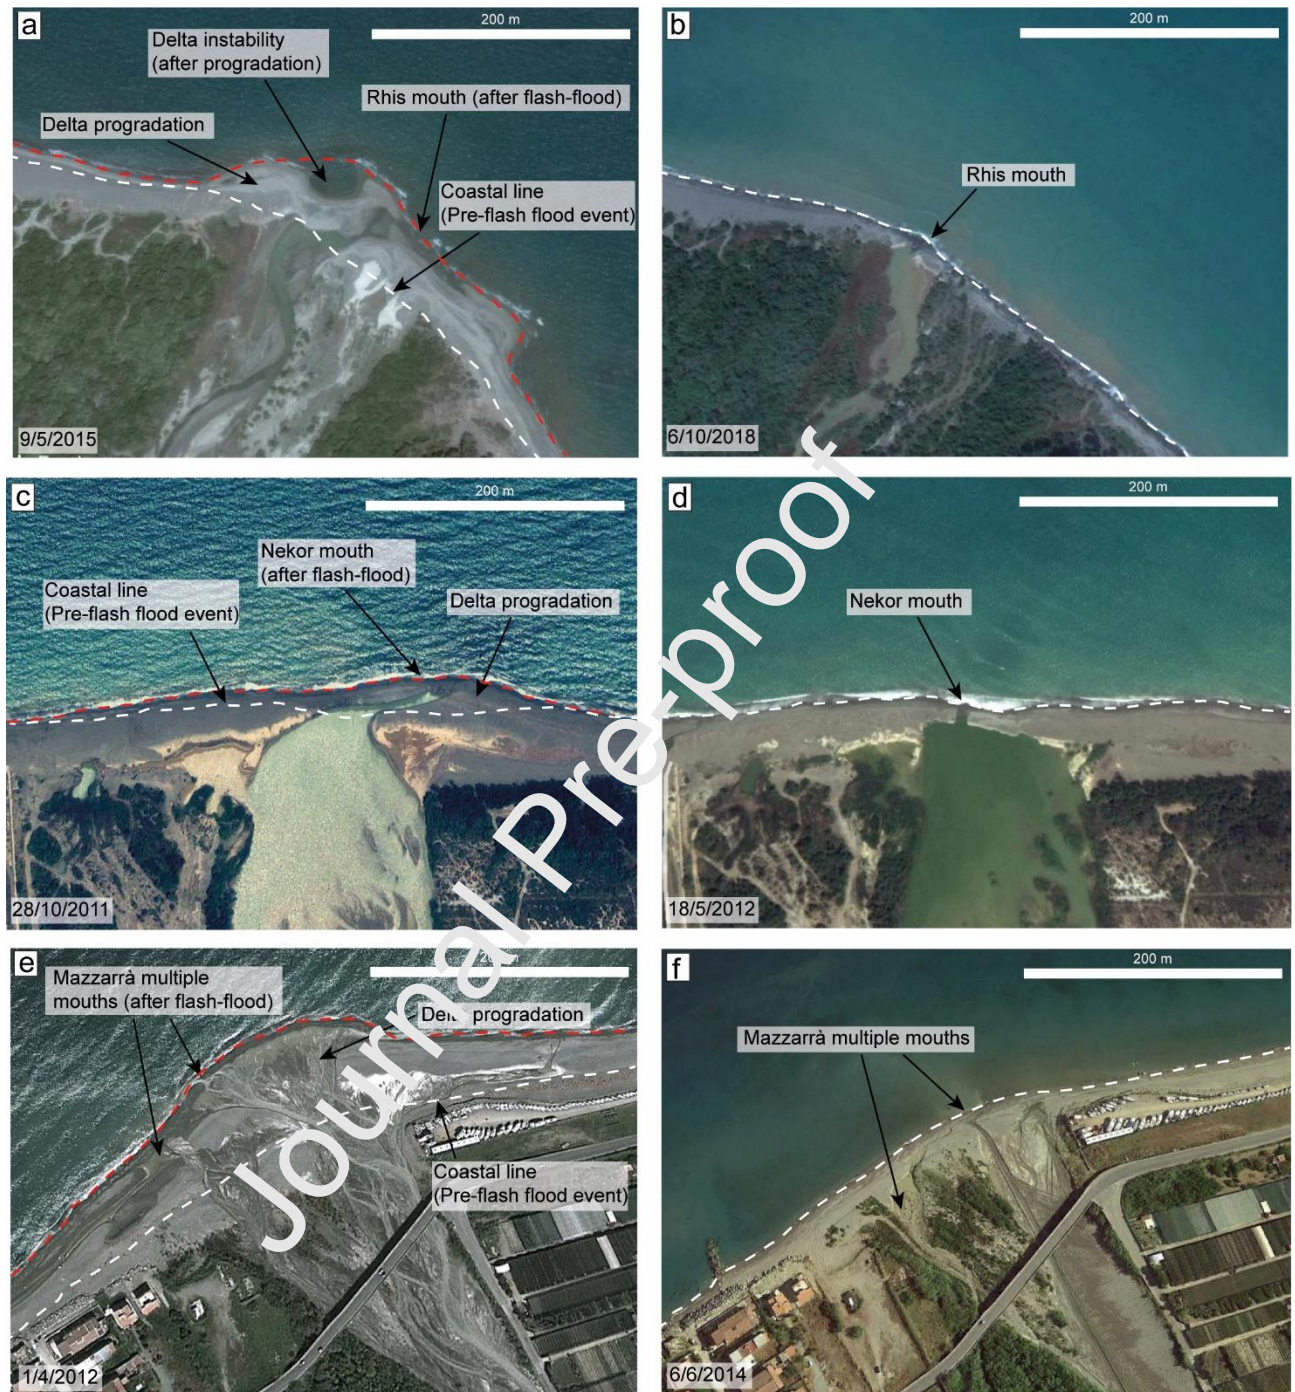 a
200 m
Delta instability
(after progradation)
Rhis mouth (after flash-flood)
Delta progradation
Coastal line
(Pre-flash flood event)
9/5/2015
b
200 m
Rhis mouth
6/10/2018
c
200 m
Nekor mouth
(after flash-flood)
Coastal line
(Pre-flash flood event)
Delta progradation
28/10/2011
d
200 m
Nekor mouth
18/5/2012
e
Mazzarrà multiple
mouths (after flash-flood)
Delt progradation
Coastal line
(Pre-flash flood event)
1/4/2012
f
200 m
Mazzarrà multiple mouths
6/6/2014
Journal Pre-proof